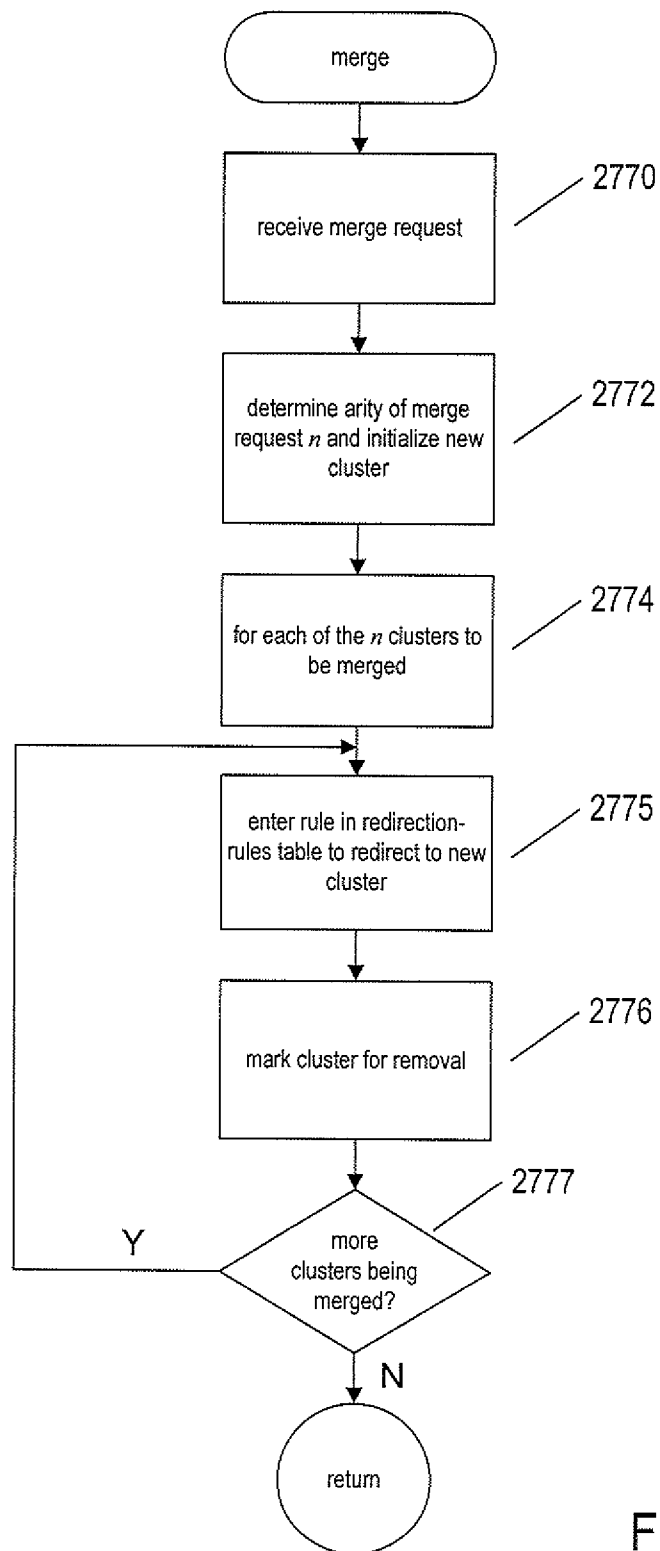 merge
receive merge request
2770
determine arity of merge
request n and initialize new
cluster
2772
for each of the n clusters to
be merged
2774
enter rule in redirection-
rules table to redirect to new
cluster
2775
mark cluster for removal
2776
2777
more
clusters being
merged?
Y
N
return
F